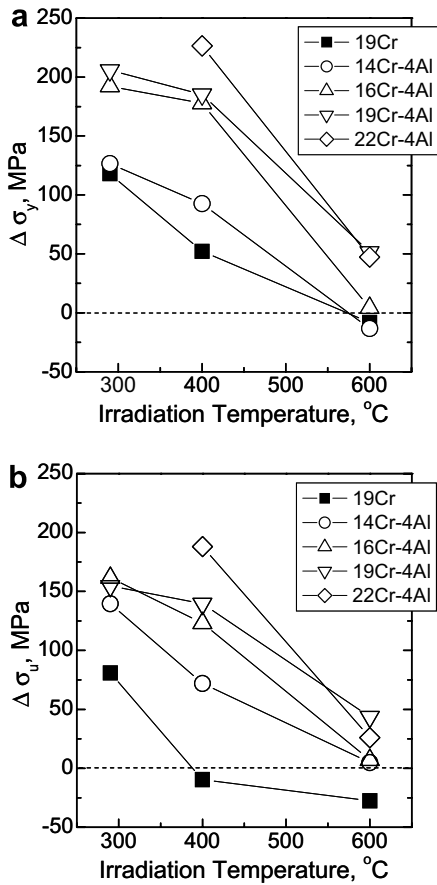 a
250
200
150
100
50
0
-50
Δ σy, MPa
19Cr
14Cr-4Al
16Cr-4Al
19Cr-4Al
22Cr-4Al
300 400 500 600
Irradiation Temperature, °C
b
250
200
150
100
50
0
-50
Δ σu, MPa
19Cr
14Cr-4Al
16Cr-4Al
19Cr-4Al
22Cr-4Al
300 400 500 600
Irradiation Temperature, °C